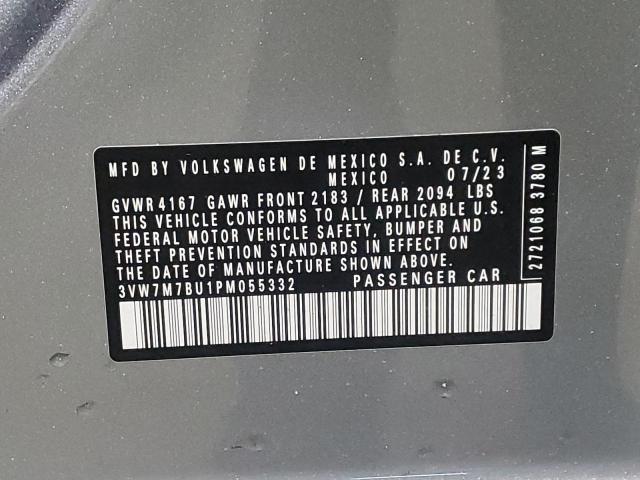 MFD BY VOLKSWAGEN DE MEXICO S.A. DE C.V.
MEXICO 07/23
GVWR 4167 GAWR FRONT 2183 / REAR 2094 LBS
THIS VEHICLE CONFORMS TO ALL APPLICABLE U.S.
FEDERAL MOTOR VEHICLE SAFETY, BUMPER AND
THEFT PREVENTION STANDARDS IN EFFECT ON
THE DATE OF MANUFACTURE SHOWN ABOVE.
3VW7M7BU1PM055332 PASSENGER CAR
2721068 3780 M